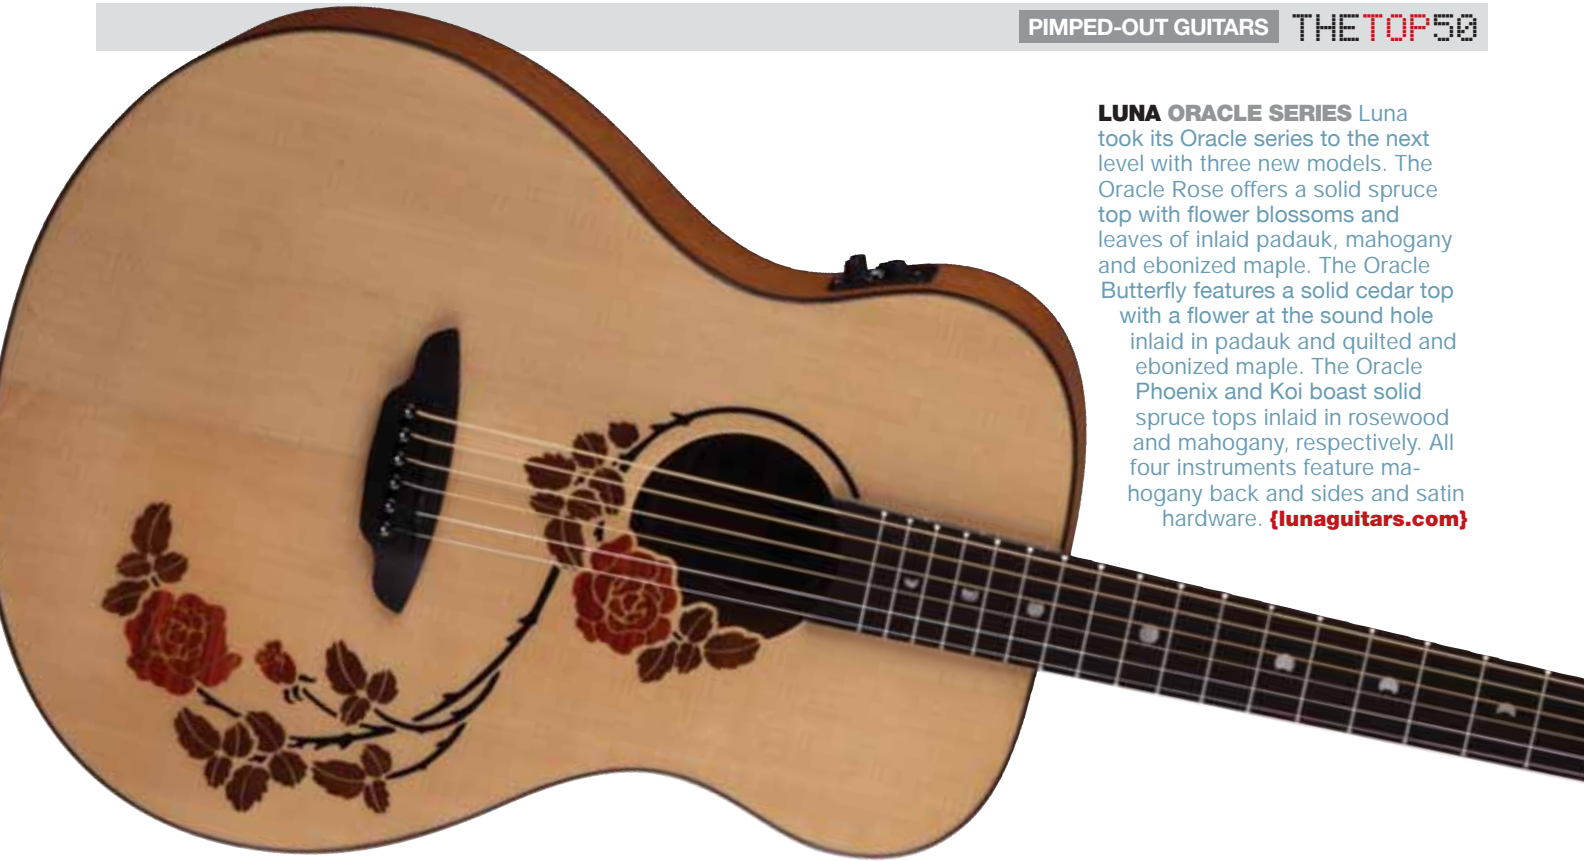 PIMPED-OUT GUITARS THETOP50
LUNA ORACLE SERIES Luna
took its Oracle series to the next
level with three new models. The
Oracle Rose offers a solid spruce
top with flower blossoms and
leaves of inlaid padauk, mahogany
and ebonized maple. The Oracle
Butterfly features a solid cedar top
with a flower at the sound hole
inlaid in padauk and quilted and
ebonized maple. The Oracle
Phoenix and Koi boast solid
spruce tops inlaid in rosewood
and mahogany, respectively. All
four instruments feature ma-
hogany back and sides and satin
hardware. {lunaguitars.com}